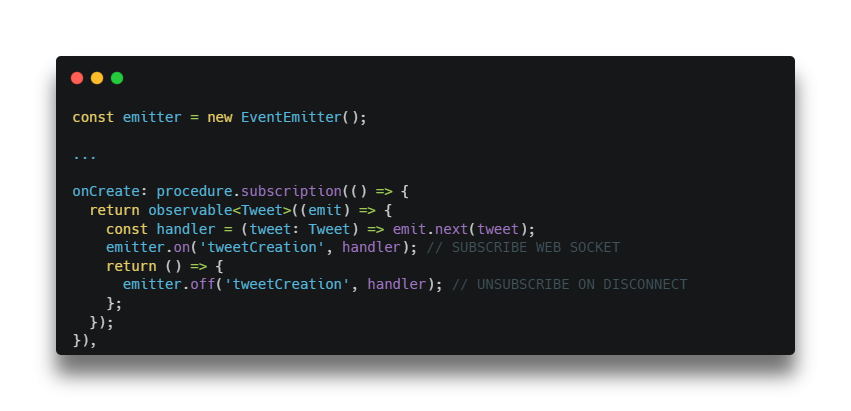 const emitter = new EventEmitter();
...
onCreate: procedure.subscription(() => {
  return observable<Tweet>((emit) => {
    const handler = (tweet: Tweet) => emit.next(tweet);
    emitter.on('tweetCreation', handler); // SUBSCRIBE WEB SOCKET
    return () => {
      emitter.off('tweetCreation', handler); // UNSUBSCRIBE ON DISCONNECT
    };
  });
}),